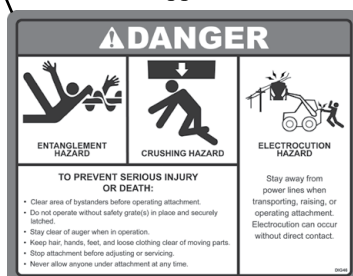 DANGER
ENTANGLEMENT
HAZARD
CRUSHING HAZARD
ELECTROCUTION
HAZARD
TO PREVENT SERIOUS INJURY
OR DEATH:
• Clear area of bystanders before operating attachment.
• Do not operate without safety grate(s) in place and securely
latched.
• Stay clear of auger when in operation.
• Keep hair, hands, feet, and loose clothing clear of moving parts.
• Stop attachment before adjusting or servicing.
• Never allow anyone under attachment at any time.
Stay away from
power lines when
transporting, raising, or
operating attachment.
Electrocution can occur
without direct contact.